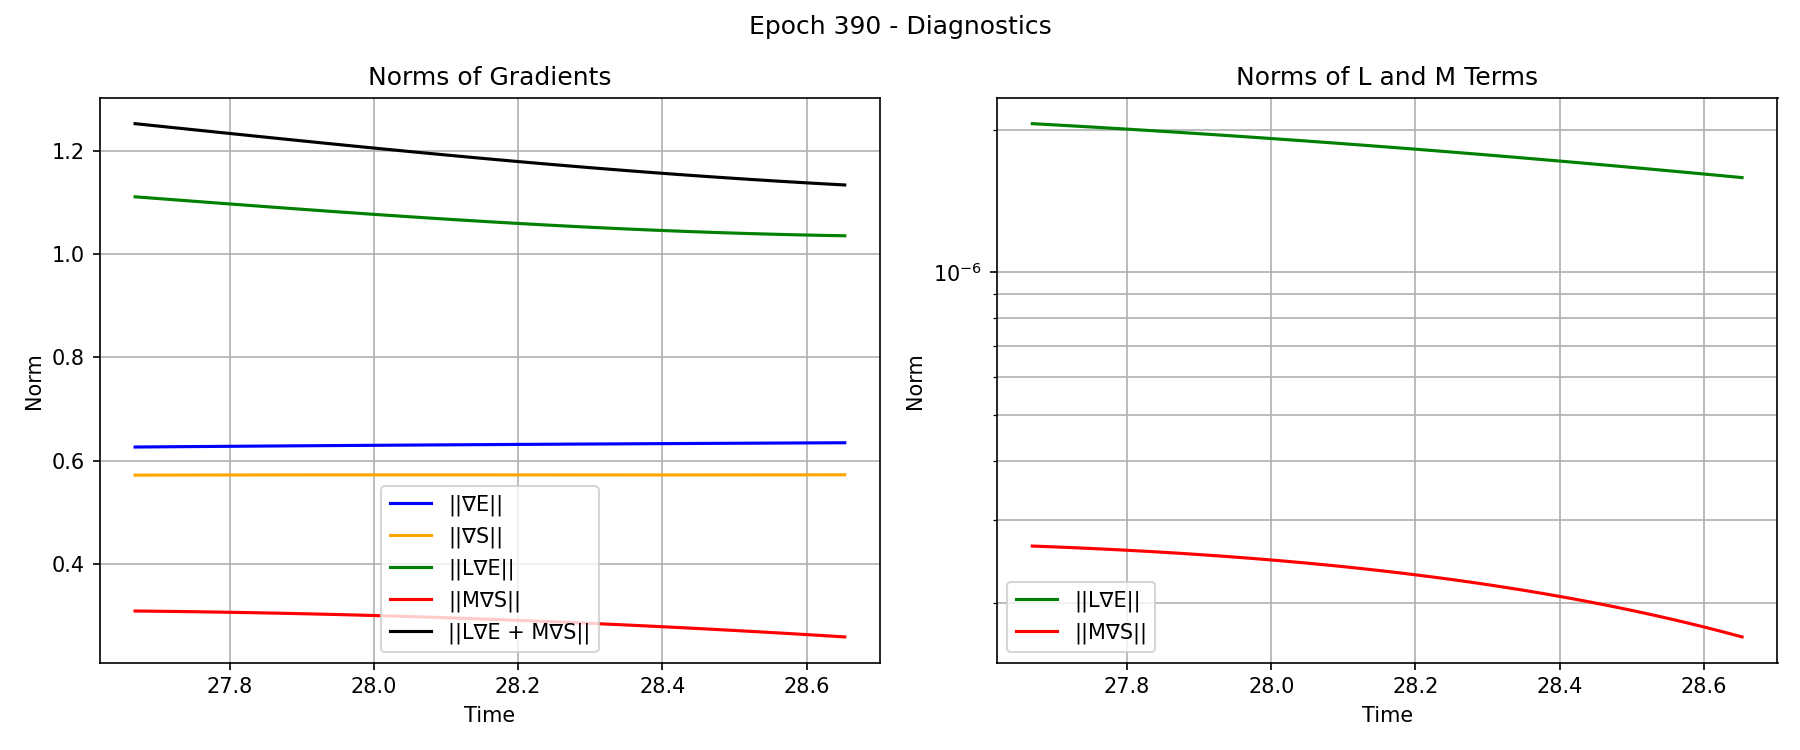 Epoch 390 - Diagnostics
Norms of Gradients
Norm
1.2
1.0
0.8
0.6
0.4
||∇E||
||∇S||
||L∇E||
||M∇S||
||L∇E + M∇S||
27.8 28.0 28.2 28.4 28.6
Time
Norms of L and M Terms
Norm
10⁻⁶
||L∇E||
||M∇S||
27.8 28.0 28.2 28.4 28.6
Time